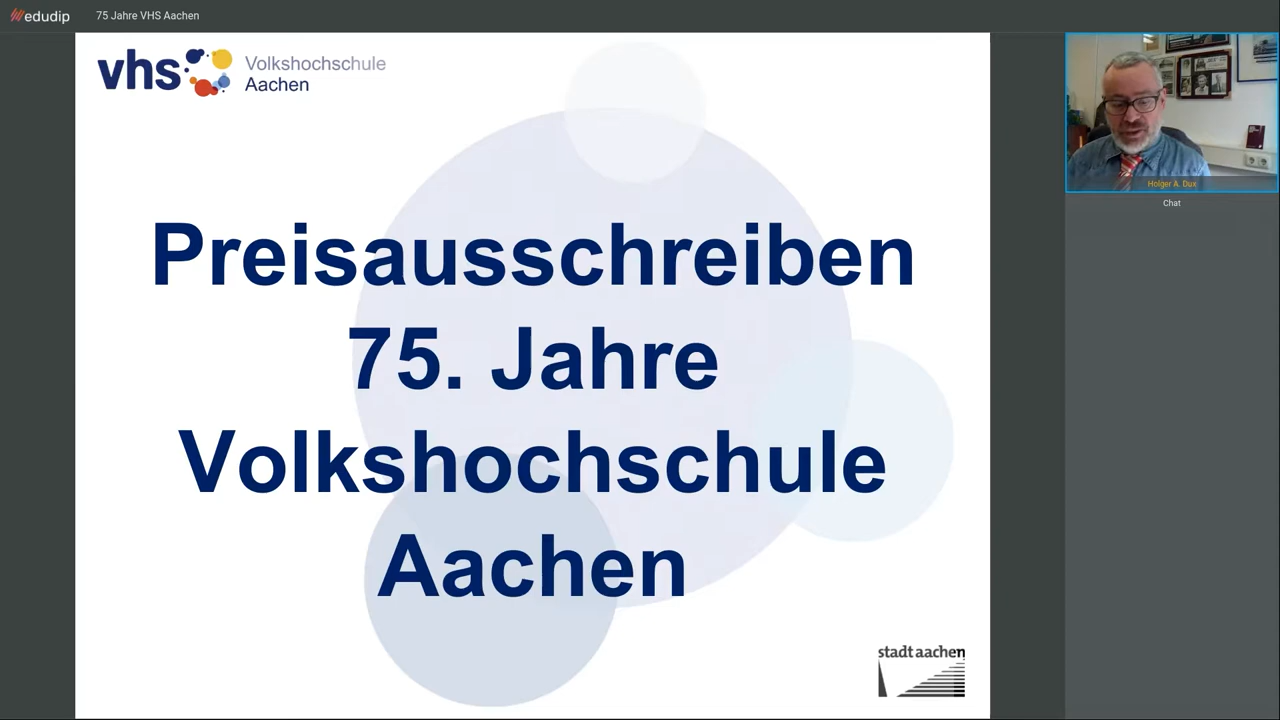 edudip
75 Jahre VHS Aachen
vhs
Volkshochschule
Aachen
Preisausschreiben
75. Jahre
Volkshochschule
Aachen
stadt aachen
Holger A. Dux
Chat